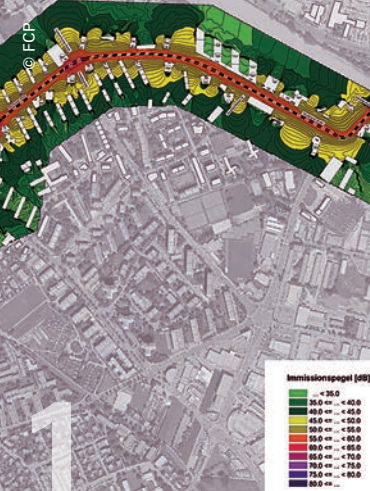 © FCP
Immissionspegel [dB]
... < 35.0
35.0 <= ... < 40.0
40.0 <= ... < 45.0
45.0 <= ... < 50.0
50.0 <= ... < 55.0
55.0 <= ... < 60.0
60.0 <= ... < 65.0
65.0 <= ... < 70.0
70.0 <= ... < 75.0
75.0 <= ... < 80.0
80.0 <= ...
1